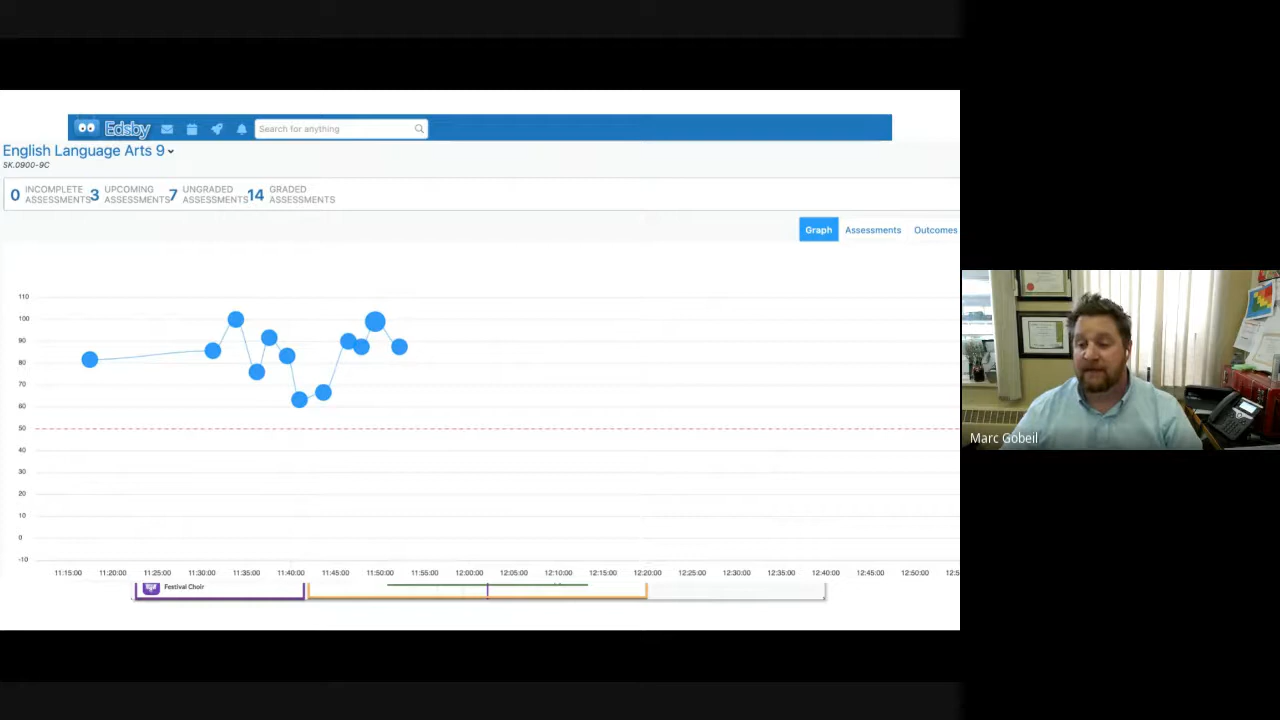 Edsby
Search for anything
English Language Arts 9
SK.0900-9C
0 INCOMPLETE ASSESSMENTS 3 UPCOMING ASSESSMENTS 7 UNGRADED ASSESSMENTS 14 GRADED ASSESSMENTS
Graph Assessments Outcomes
110
100
90
80
70
60
50
40
30
20
10
0
-10
11:15:00 11:20:00 11:25:00 11:30:00 11:35:00 11:40:00 11:45:00 11:50:00 11:55:00 12:00:00 12:05:00 12:10:00 12:15:00 12:20:00 12:25:00 12:30:00 12:35:00 12:40:00 12:45:00 12:50:00 12:5
Festival Choir
Marc Gobeil